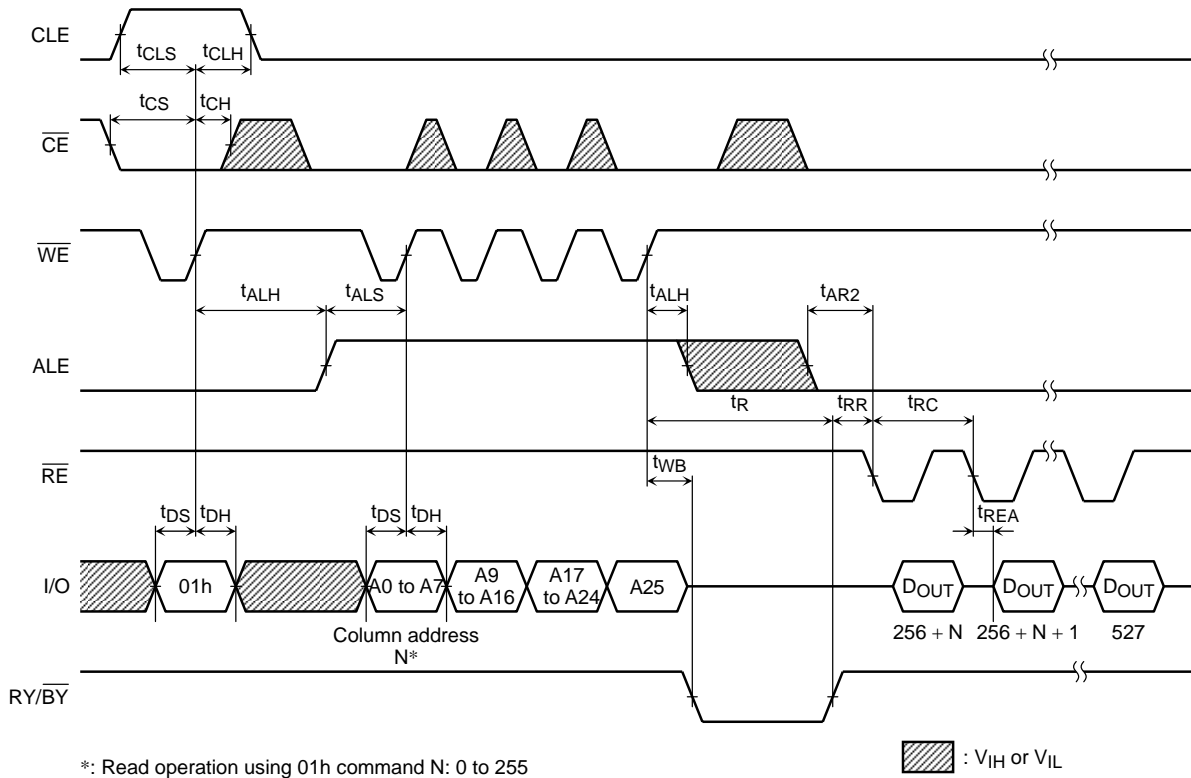 CLE
tCLS tCLH
tCS tCH
CE
WE
tALH tALS tALH tAR2
ALE
tR tRR tRC
RE
tWB
tDS tDH tDS tDH tREA
I/O 01h A0 to A7 A9 to A16 A17 to A24 A25 DOUT DOUT DOUT
256 + N 256 + N + 1 527
Column address
N*
RY/BY
*: Read operation using 01h command N: 0 to 255
: VIH or VIL